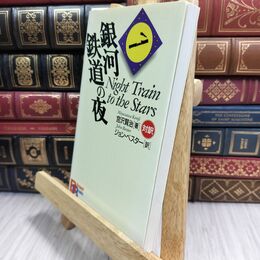 銀河
鉄道の夜
Night Train
to the Stars
宮沢賢治[著]
対訳
ジョン・ベスター[訳]